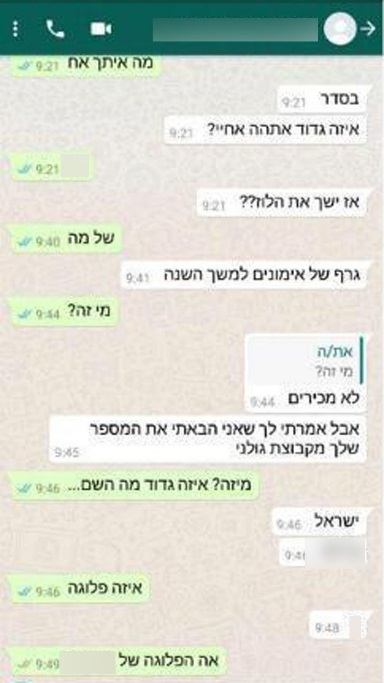 מה איתך אח 9:21
בסדר 9:21
איזה גדוד אתהה אחיי? 9:21
9:21
אז ישך את הלוז?? 9:21
של מה 9:40
גרף של אימונים למשך השנה 9:41
מי זה? 9:44
את/ה
מי זה?
לא מכירים 9:44
אבל אמרתי לך שאני הבאתי את המספר
שלך מקבוצת גולני 9:45
מיזה? איזה גדוד מה השם... 9:46
ישראל 9:46
איזה פלוגה 9:46
9:48
אה הפלוגה של 9:49